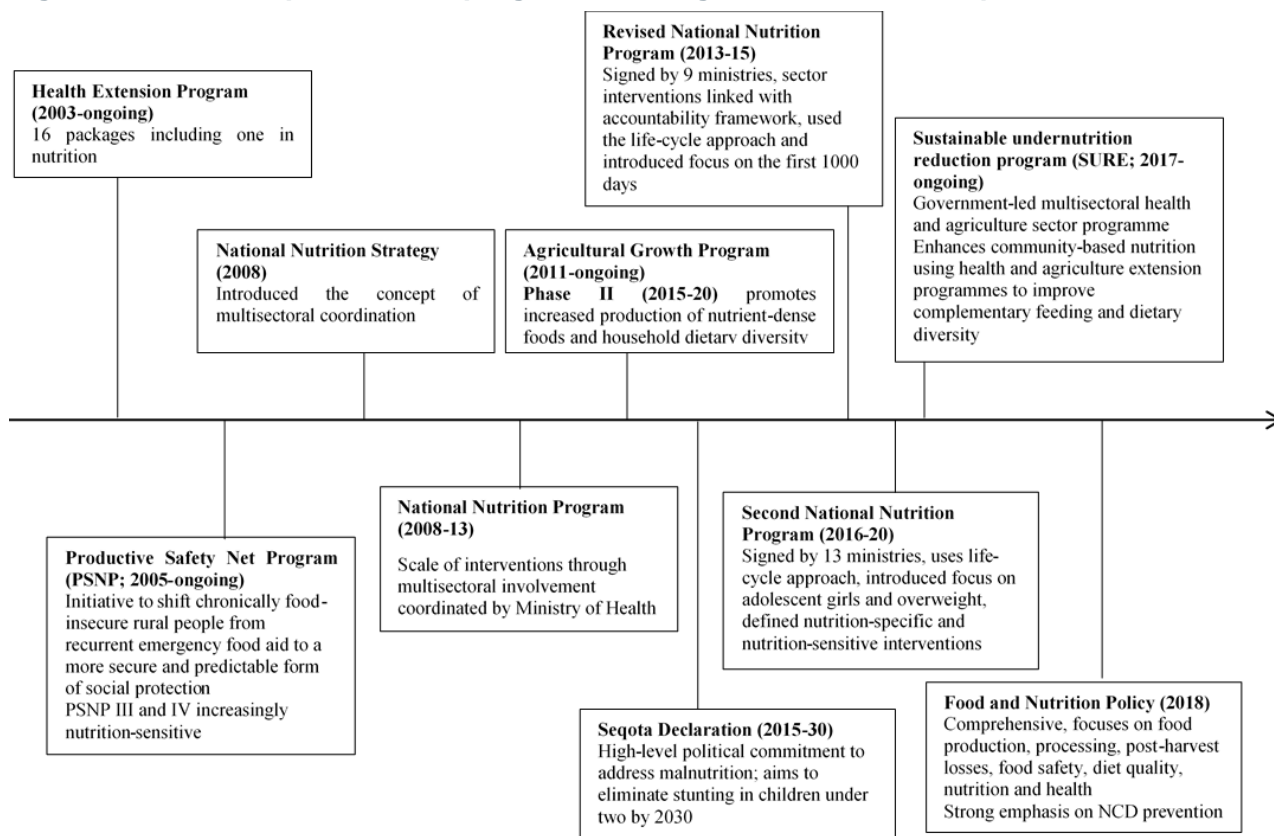 Health Extension Program
(2003-ongoing)
16 packages including one in
nutrition
National Nutrition Strategy
(2008)
Introduced the concept of
multisectoral coordination
Agricultural Growth Program
(2011-ongoing)
Phase II (2015-20) promotes
increased production of nutrient-dense
foods and household dietary diversity
Revised National Nutrition
Program (2013-15)
Signed by 9 ministries, sector
interventions linked with
accountability framework, used
the life-cycle approach and
introduced focus on the first 1000
days
Sustainable undernutrition
reduction program (SURE; 2017-
ongoing)
Government-led multisectoral health
and agriculture sector programme
Enhances community-based nutrition
using health and agriculture extension
programmes to improve
complementary feeding and dietary
diversity
Productive Safety Net Program
(PSNP; 2005-ongoing)
Initiative to shift chronically food-
insecure rural people from
recurrent emergency food aid to a
more secure and predictable form
of social protection
PSNP III and IV increasingly
nutrition-sensitive
National Nutrition Program
(2008-13)
Scale of interventions through
multisectoral involvement
coordinated by Ministry of Health
Seqota Declaration (2015-30)
High-level political commitment to
address malnutrition; aims to
eliminate stunting in children under
two by 2030
Second National Nutrition
Program (2016-20)
Signed by 13 ministries, uses life-
cycle approach, introduced focus on
adolescent girls and overweight,
defined nutrition-specific and
nutrition-sensitive interventions
Food and Nutrition Policy (2018)
Comprehensive, focuses on food
production, processing, post-harvest
losses, food safety, diet quality,
nutrition and health
Strong emphasis on NCD prevention